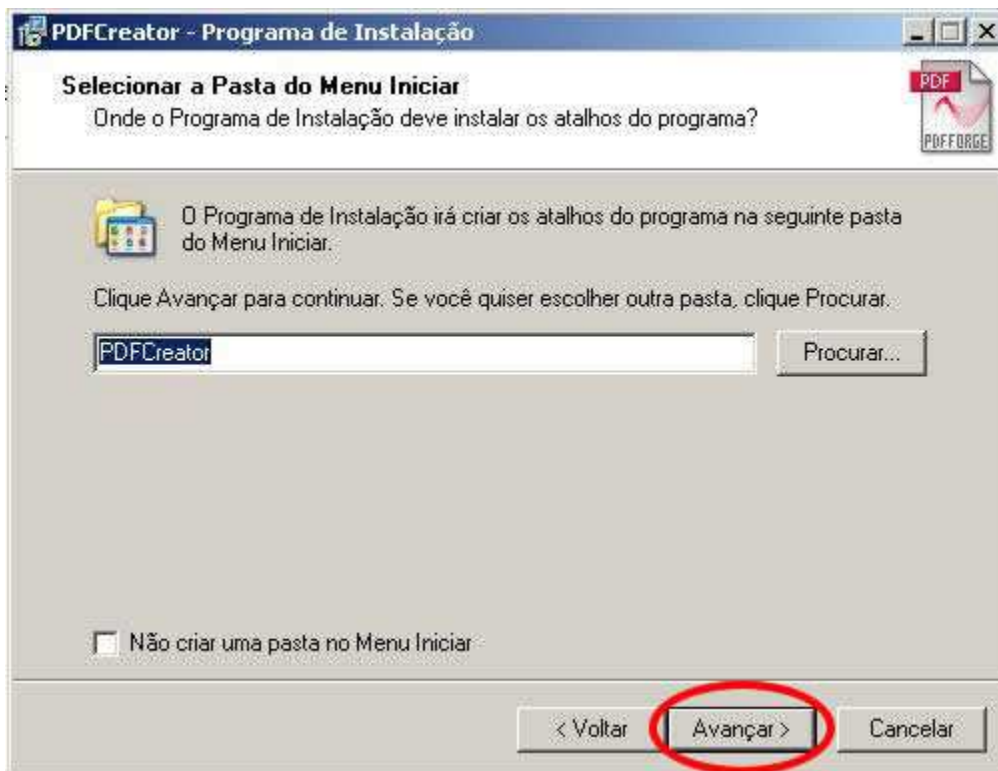 PDFCreator - Programa de Instalação
Selecionar a Pasta do Menu Iniciar
Onde o Programa de Instalação deve instalar os atalhos do programa?
PDF
PDFFORGE
O Programa de Instalação irá criar os atalhos do programa na seguinte pasta
do Menu Iniciar.
Clique Avançar para continuar. Se você quiser escolher outra pasta, clique Procurar.
PDFCreator
Procurar...
Não criar uma pasta no Menu Iniciar
< Voltar
Avançar >
Cancelar